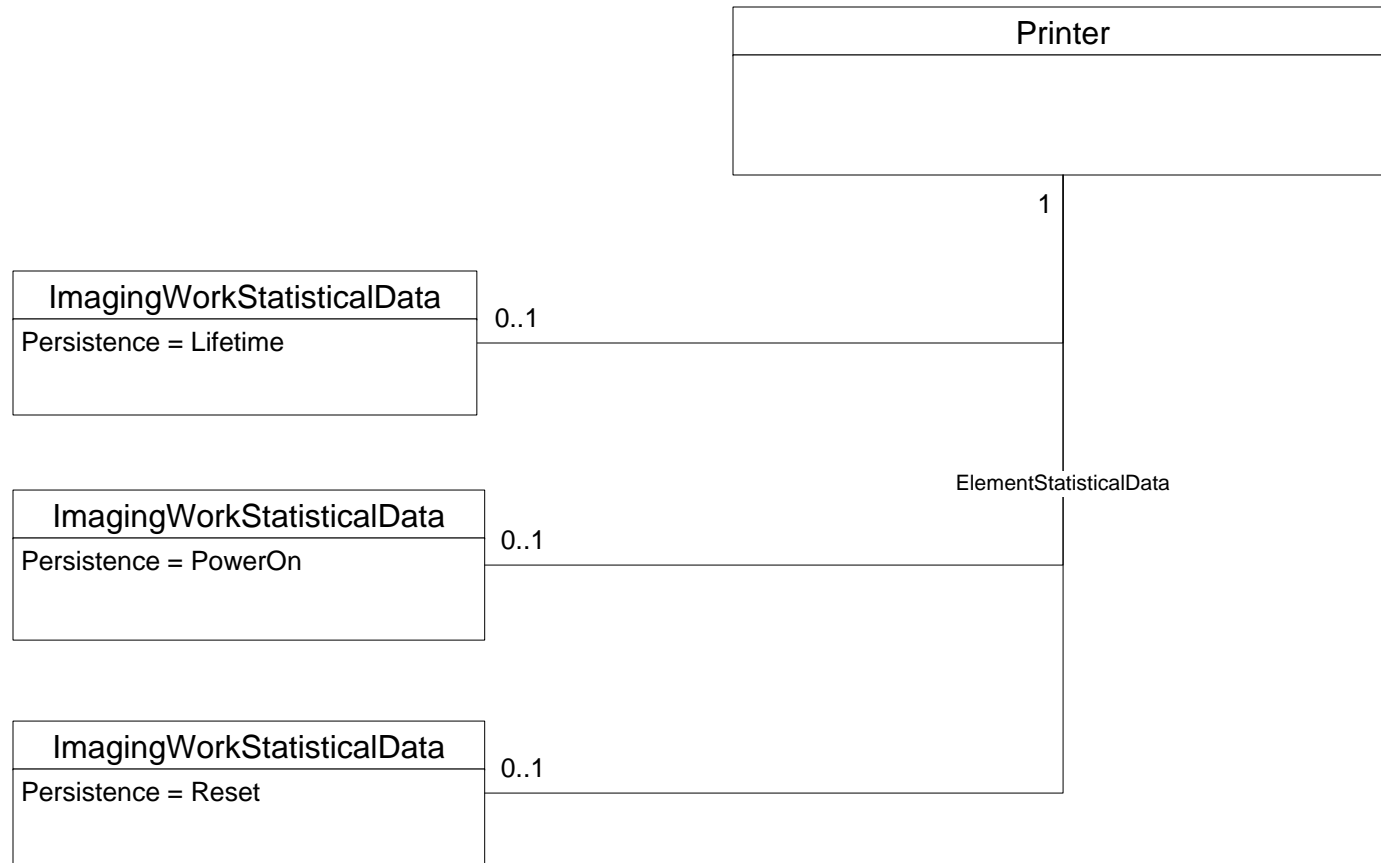 Printer
1
ImagingWorkStatisticalData
0..1
Persistence = Lifetime
ElementStatisticalData
ImagingWorkStatisticalData
0..1
Persistence = PowerOn
ImagingWorkStatisticalData
0..1
Persistence = Reset